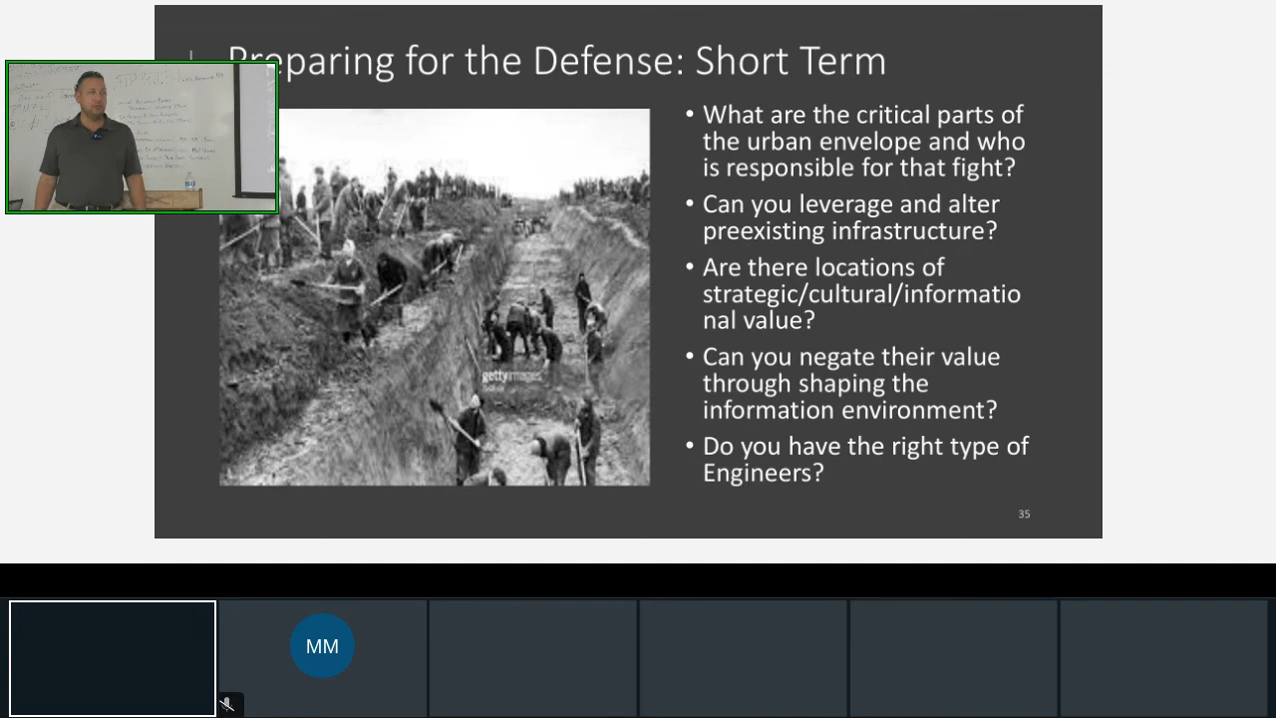 Preparing for the Defense: Short Term
• What are the critical parts of
the urban envelope and who
is responsible for that fight?
• Can you leverage and alter
preexisting infrastructure?
• Are there locations of
strategic/cultural/informatio
nal value?
• Can you negate their value
through shaping the
information environment?
• Do you have the right type of
Engineers?
gettyimages
35
MM